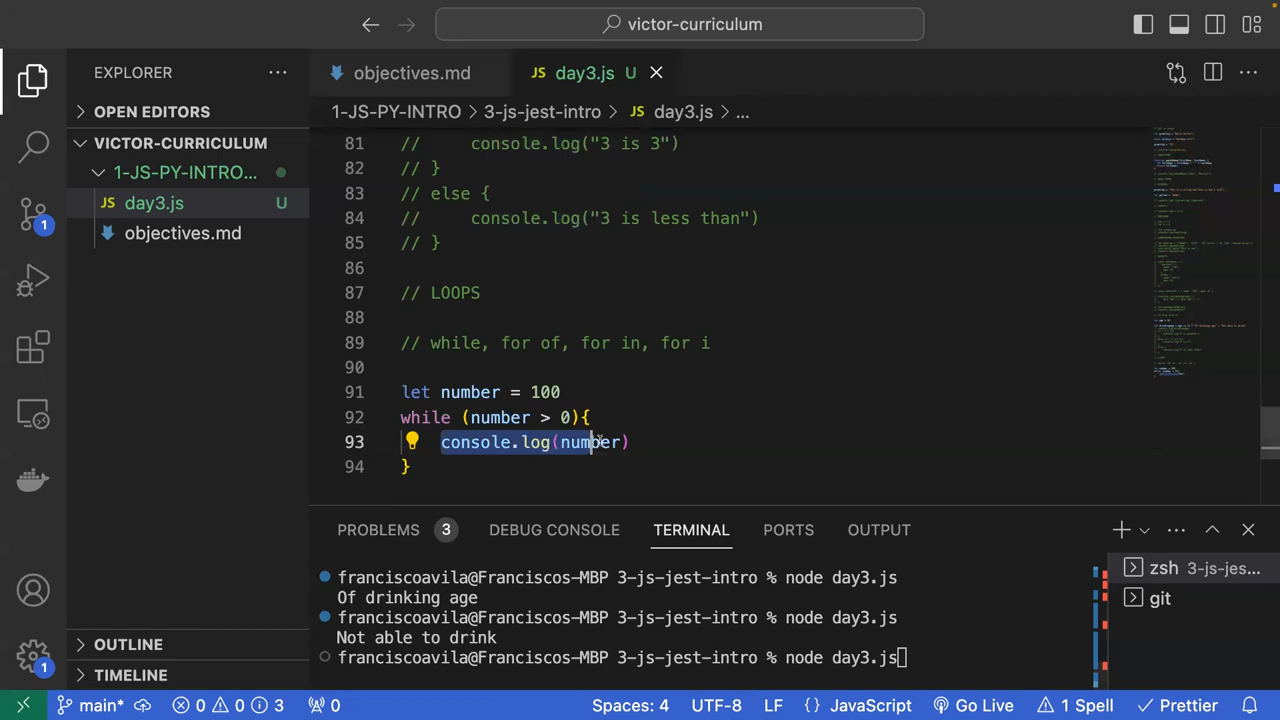 victor-curriculum
EXPLORER
objectives.md
JS day3.js U
OPEN EDITORS
1-JS-PY-INTRO > 3-js-jest-intro > JS day3.js > ...
VICTOR-CURRICULUM
1-JS-PY-INTRO...
JS day3.js U
objectives.md
81 // console.log("3 is 3")
82 // }
83 // else {
84 // console.log("3 is less than")
85 // }
86
87 // LOOPS
88
89 // while, for of, for in, for i
90
91 let number = 100
92 while (number > 0){
93 console.log(number)
94 }
PROBLEMS 3 DEBUG CONSOLE TERMINAL PORTS OUTPUT
franciscoavila@Franciscos-MBP 3-js-jest-intro % node day3.js
Of drinking age
franciscoavila@Franciscos-MBP 3-js-jest-intro % node day3.js
Not able to drink
franciscoavila@Franciscos-MBP 3-js-jest-intro % node day3.js
zsh 3-js-jes...
git
1
1
OUTLINE
TIMELINE
main* 0 0 3 0 Spaces: 4 UTF-8 LF {} JavaScript Go Live 1 Spell Prettier